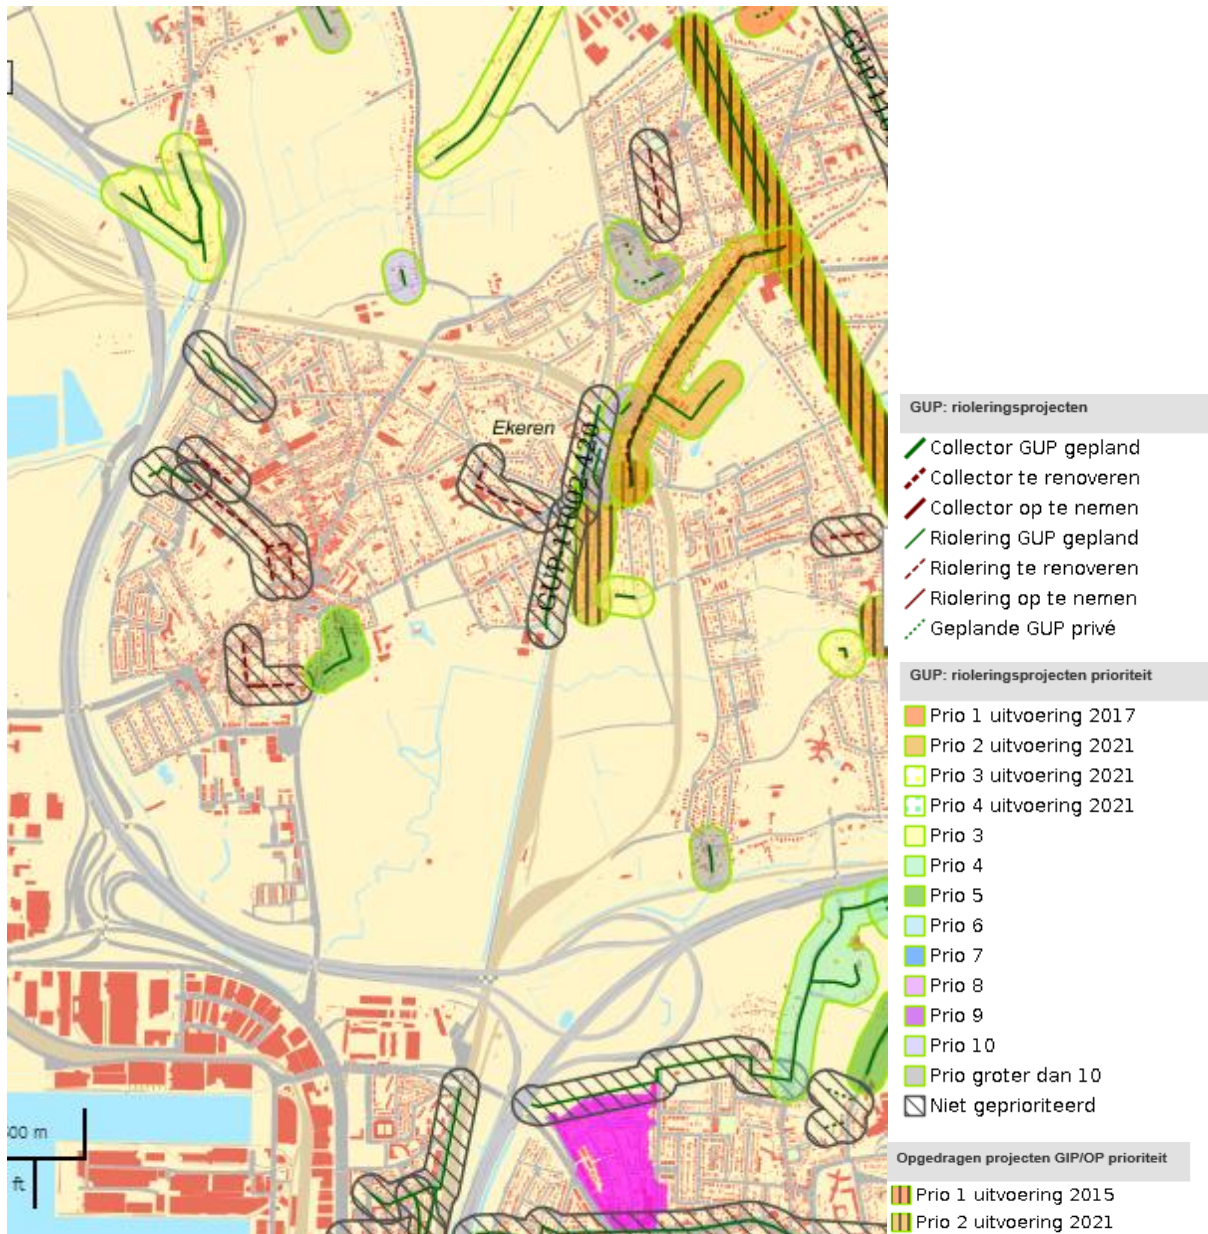 GUP-11
Ekeren
GUP-11002-A20
500 m
ft
GUP: rioleringsprojecten
Collector GUP gepland
Collector te renoveren
Collector op te nemen
Riolering GUP gepland
Riolering te renoveren
Riolering op te nemen
Geplande GUP privé
GUP: rioleringsprojecten prioriteit
Prio 1 uitvoering 2017
Prio 2 uitvoering 2021
Prio 3 uitvoering 2021
Prio 4 uitvoering 2021
Prio 3
Prio 4
Prio 5
Prio 6
Prio 7
Prio 8
Prio 9
Prio 10
Prio groter dan 10
Niet geprioriteerd
Opgedragen projecten GIP/OP prioriteit
Prio 1 uitvoering 2015
Prio 2 uitvoering 2021